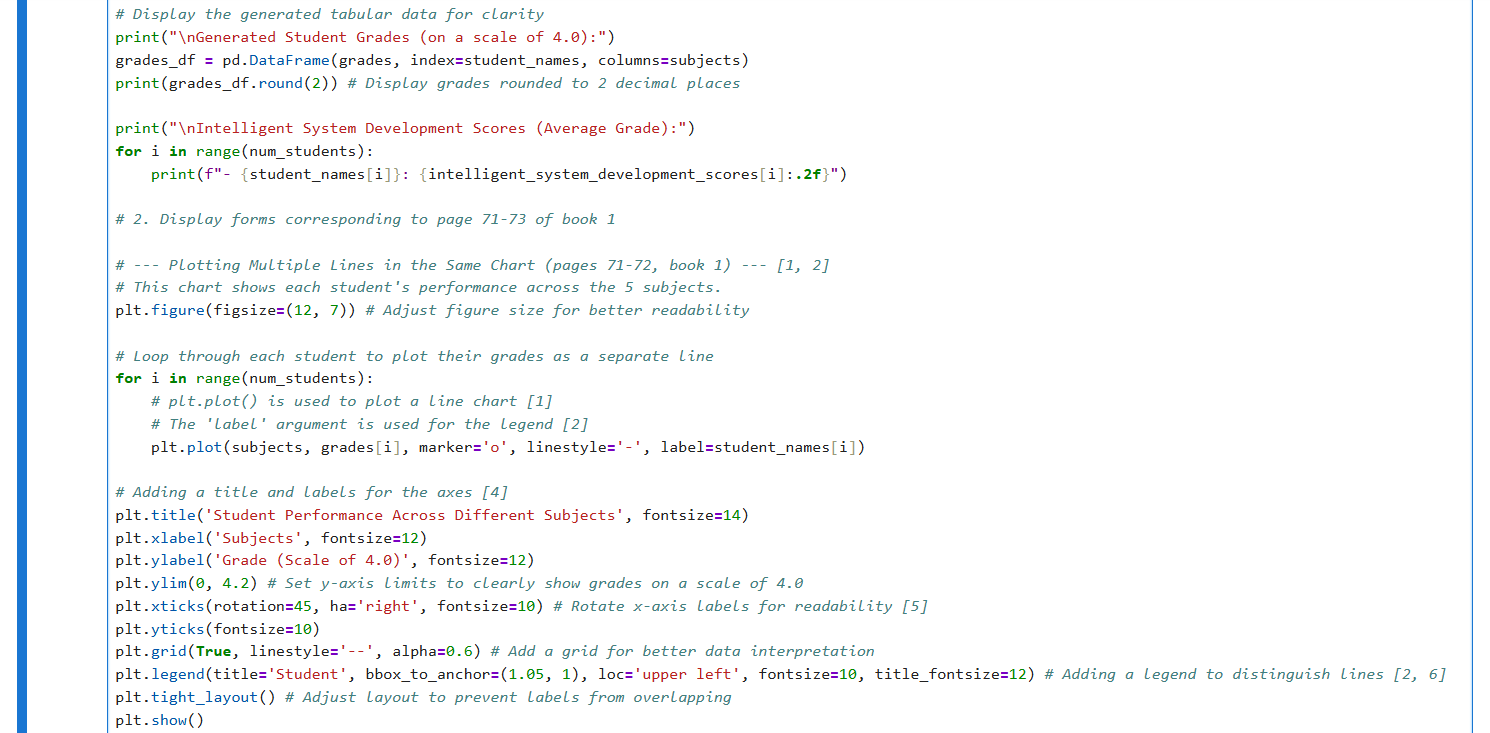 # Display the generated tabular data for clarity
print("\nGenerated Student Grades (on a scale of 4.0):")
grades_df = pd.DataFrame(grades, index=student_names, columns=subjects)
print(grades_df.round(2)) # Display grades rounded to 2 decimal places

print("\nIntelligent System Development Scores (Average Grade):")
for i in range(num_students):
    print(f"- {student_names[i]}: {intelligent_system_development_scores[i]:.2f}")

# 2. Display forms corresponding to page 71-73 of book 1

# --- Plotting Multiple Lines in the Same Chart (pages 71-72, book 1) --- [1, 2]
# This chart shows each student's performance across the 5 subjects.
plt.figure(figsize=(12, 7)) # Adjust figure size for better readability

# Loop through each student to plot their grades as a separate line
for i in range(num_students):
    # plt.plot() is used to plot a line chart [1]
    # The 'label' argument is used for the legend [2]
    plt.plot(subjects, grades[i], marker='o', linestyle='-', label=student_names[i])

# Adding a title and labels for the axes [4]
plt.title('Student Performance Across Different Subjects', fontsize=14)
plt.xlabel('Subjects', fontsize=12)
plt.ylabel('Grade (Scale of 4.0)', fontsize=12)
plt.ylim(0, 4.2) # Set y-axis limits to clearly show grades on a scale of 4.0
plt.xticks(rotation=45, ha='right', fontsize=10) # Rotate x-axis labels for readability [5]
plt.yticks(fontsize=10)
plt.grid(True, linestyle='--', alpha=0.6) # Add a grid for better data interpretation
plt.legend(title='Student', bbox_to_anchor=(1.05, 1), loc='upper left', fontsize=10, title_fontsize=12) # Adding a legend to distinguish lines [2, 6]
plt.tight_layout() # Adjust layout to prevent labels from overlapping
plt.show()